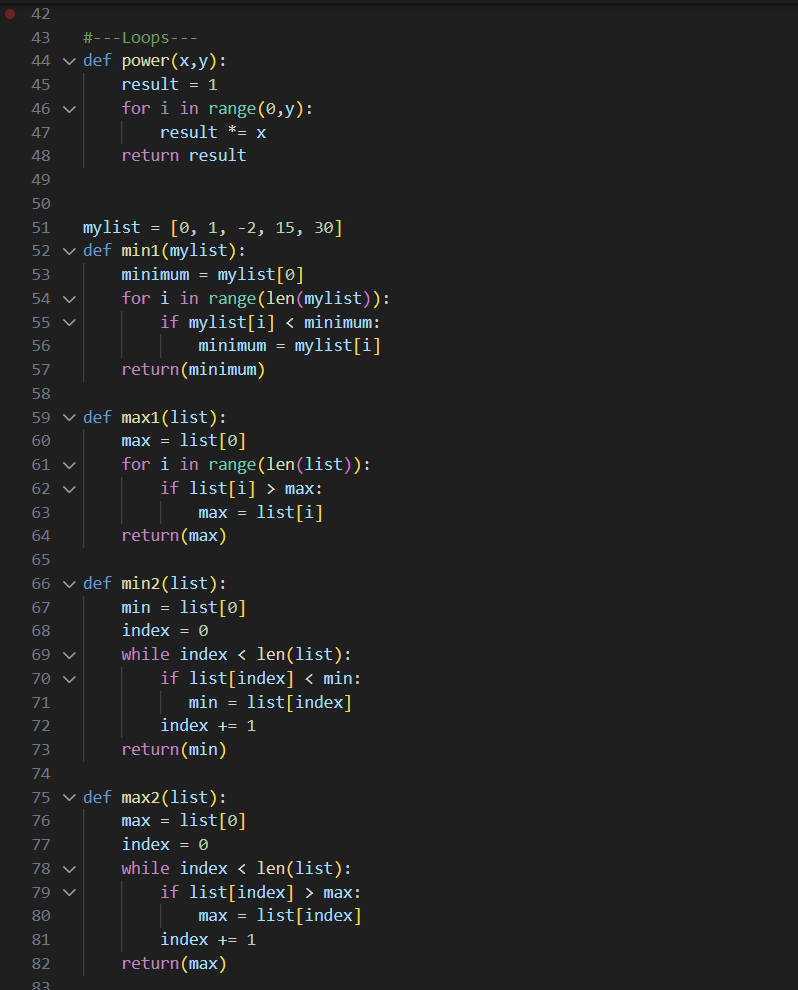 42
43 #---Loops---
44 def power(x,y):
45     result = 1
46     for i in range(0,y):
47         result *= x
48     return result
49
50
51 mylist = [0, 1, -2, 15, 30]
52 def min1(mylist):
53     minimum = mylist[0]
54     for i in range(len(mylist)):
55         if mylist[i] < minimum:
56             minimum = mylist[i]
57     return(minimum)
58
59 def max1(list):
60     max = list[0]
61     for i in range(len(list)):
62         if list[i] > max:
63             max = list[i]
64     return(max)
65
66 def min2(list):
67     min = list[0]
68     index = 0
69     while index < len(list):
70         if list[index] < min:
71            min = list[index]
72         index += 1
73     return(min)
74
75 def max2(list):
76     max = list[0]
77     index = 0
78     while index < len(list):
79         if list[index] > max:
80             max = list[index]
81         index += 1
82     return(max)
83